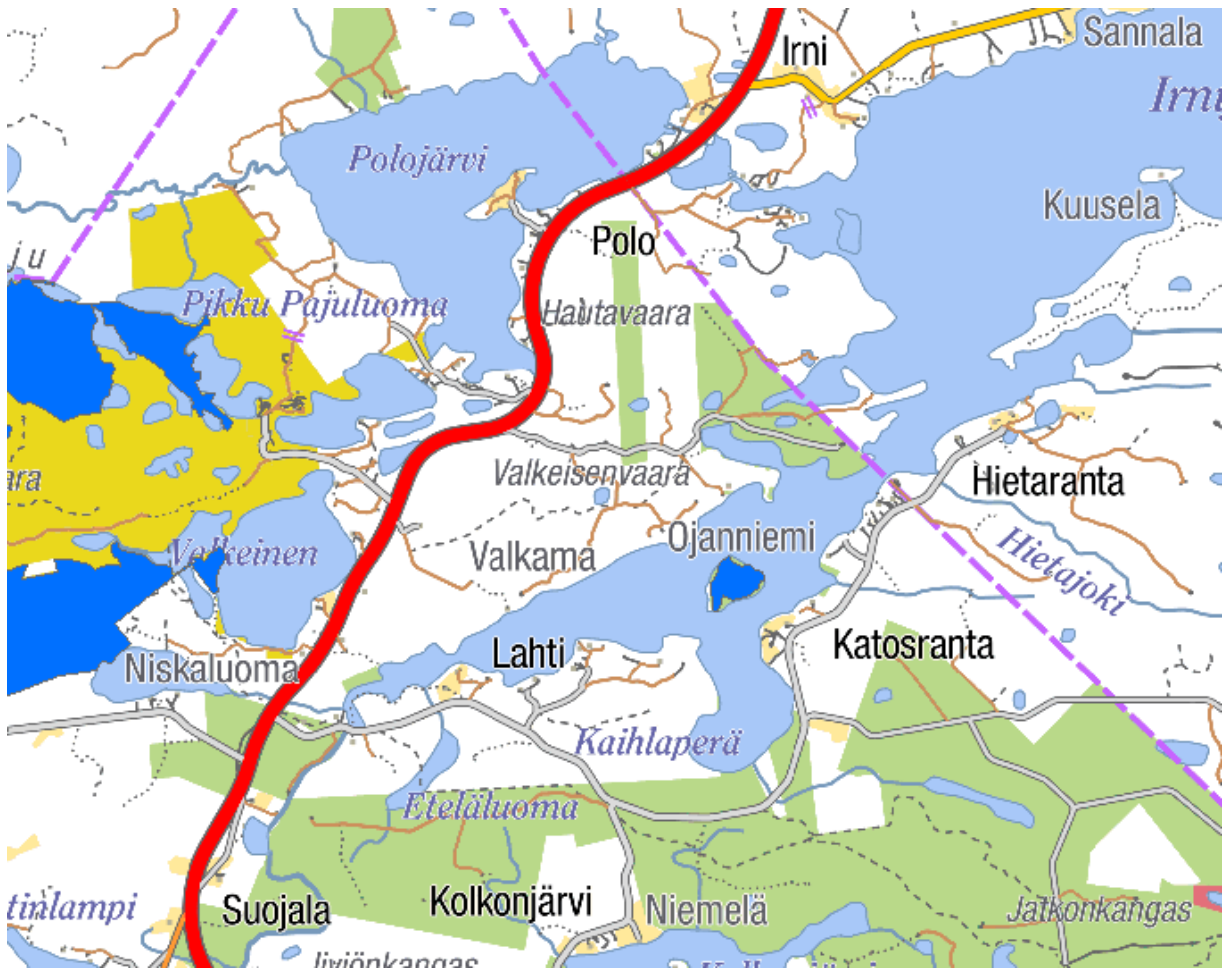 Irni
Sannala
Polojärvi
Kuusela
Polo
Pikku Pajuluoma
Hautavaara
Valkeisenvaara
Hietaranta
Ojanniemi
Valkeinen
Valkama
Hietajoki
Lahti
Katosranta
Niskaluoma
Kaihlaperä
Eteläluoma
Suojala
Kolkonjärvi
Niemelä
Jatkonkangas